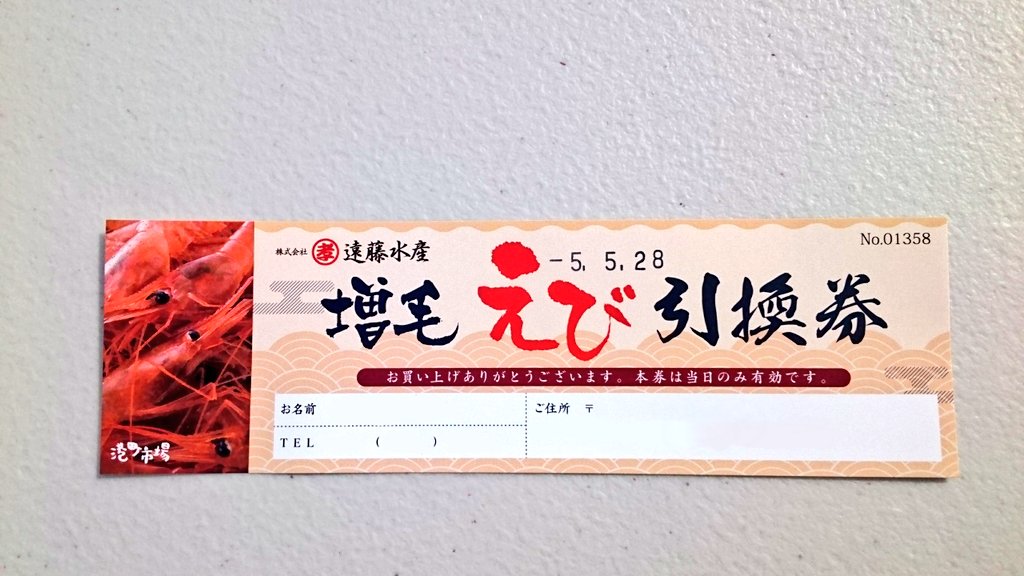 株式会社 孝 遠藤水産
No.01358
-5. 5.28
増毛えび引換券
お買い上げありがとうございます。本券は当日のみ有効です。
お名前
ご住所 〒
TEL ( )
港町市場